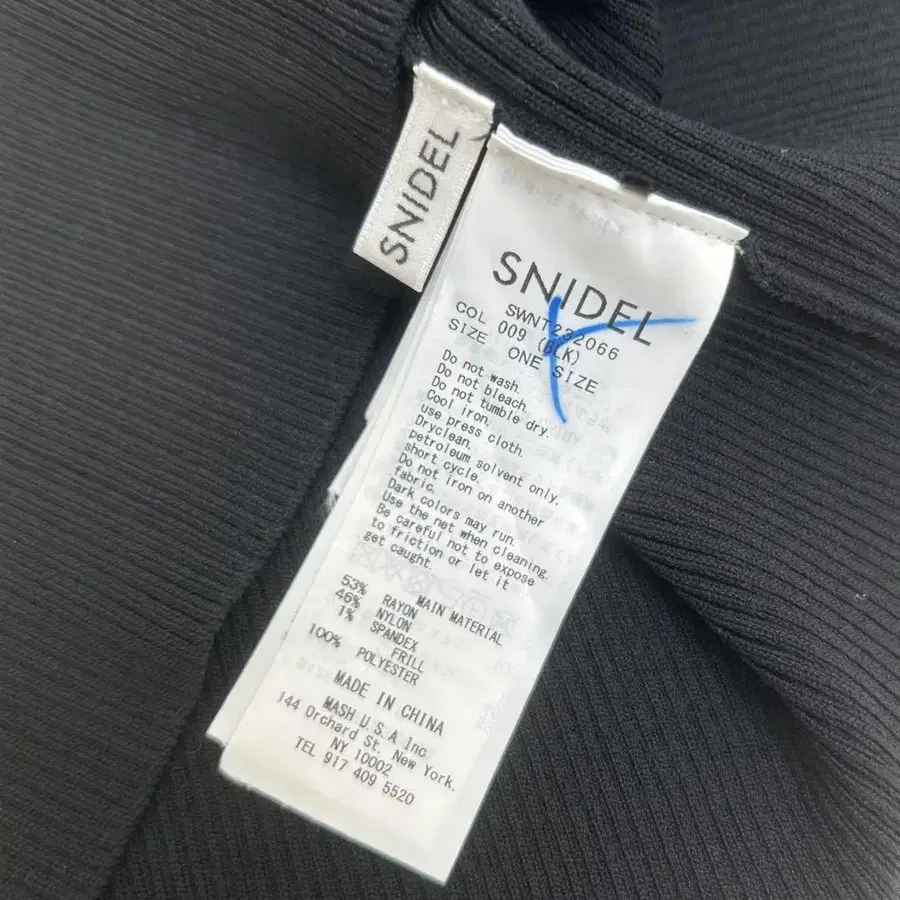 SNIDEL
SNIDEL
SWNT232066
COL 009 (BLK)
SIZE ONE SIZE
Do not wash.
Do not bleach.
Do not tumble dry.
Cool iron.
use press cloth.
Dryclean.
petroleum solvent only.
short cycle.
Do not iron on another
fabric.
Dark colors may run.
Use the net when cleaning.
Be careful not to expose
to friction or let it
get caught.
MAIN MATERIAL
53% RAYON
46% NYLON
1% SPANDEX
FRILL
100% POLYESTER
MADE IN CHINA
MASH U.S.A Inc.
144 Orchard St. New York.
NY 10002
TEL 917 409 5520